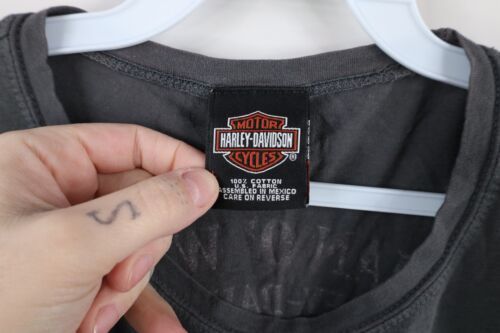 MOTOR
HARLEY-DAVIDSON
CYCLES
®
100% COTTON
U.S. FABRIC
ASSEMBLED IN MEXICO
CARE ON REVERSE